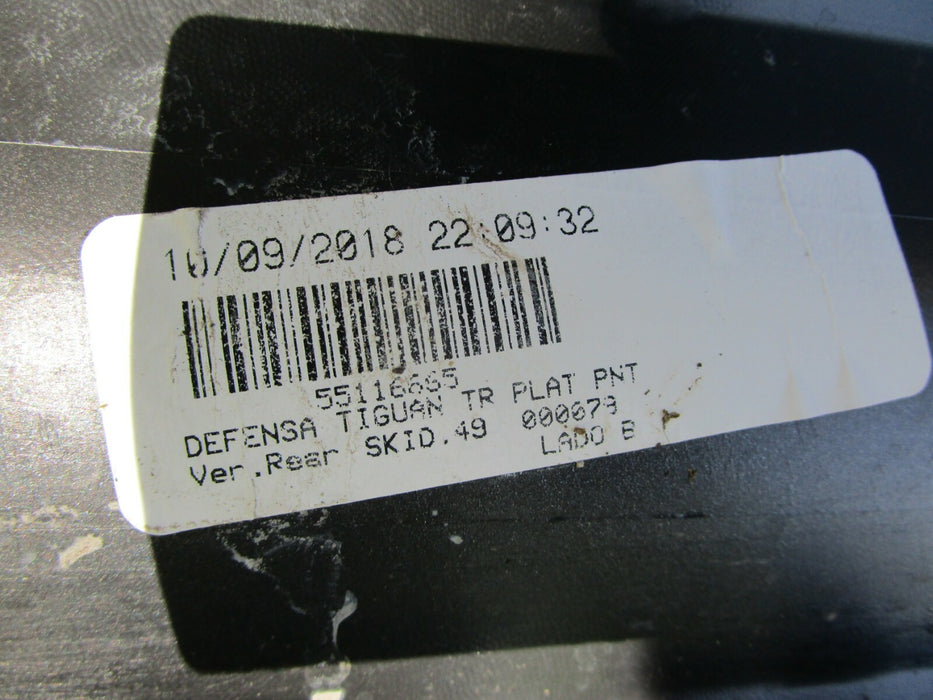 10/09/2018 22:09:32
55116665
DEFENSA TIGUAN TR PLAT PNT
Ver.Rear SKID.49 000079
LADO B